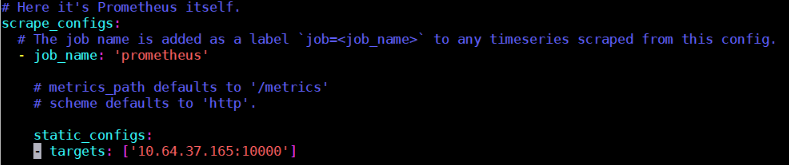 # Here it's Prometheus itself.
scrape_configs:
  # The job name is added as a label `job=<job_name>` to any timeseries scraped from this config.
  - job_name: 'prometheus'

    # metrics_path defaults to '/metrics'
    # scheme defaults to 'http'.

    static_configs:
    - targets: ['10.64.37.165:10000']